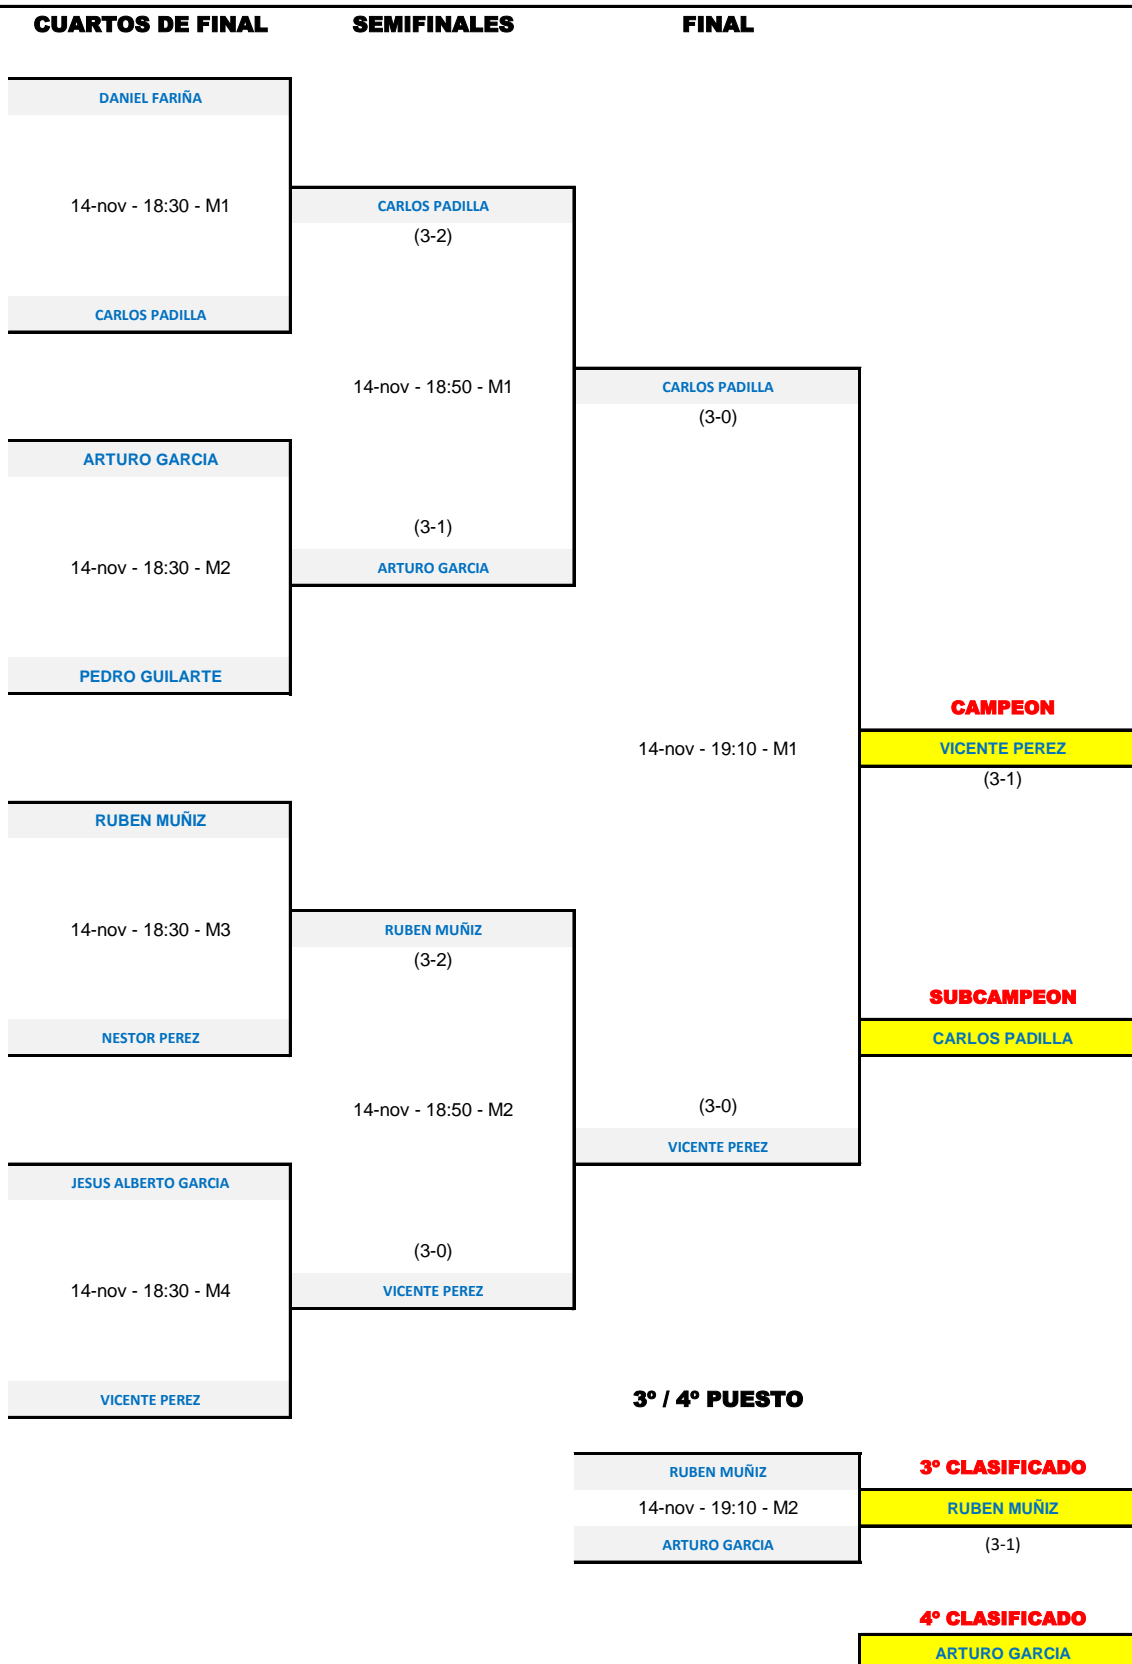 CUARTOS DE FINAL SEMIFINALES FINAL
DANIEL FARIÑA
14-nov - 18:30 - M1 CARLOS PADILLA
(3-2)
CARLOS PADILLA
14-nov - 18:50 - M1 CARLOS PADILLA
(3-0)
ARTURO GARCIA
(3-1)
14-nov - 18:30 - M2 ARTURO GARCIA
PEDRO GUILARTE
CAMPEON
14-nov - 19:10 - M1 VICENTE PEREZ
(3-1)
RUBEN MUÑIZ
14-nov - 18:30 - M3 RUBEN MUÑIZ
(3-2)
SUBCAMPEON
NESTOR PEREZ CARLOS PADILLA
14-nov - 18:50 - M2 (3-0)
VICENTE PEREZ
JESUS ALBERTO GARCIA
(3-0)
14-nov - 18:30 - M4 VICENTE PEREZ
VICENTE PEREZ 3º / 4º PUESTO
RUBEN MUÑIZ 3º CLASIFICADO
14-nov - 19:10 - M2 RUBEN MUÑIZ
ARTURO GARCIA (3-1)
4º CLASIFICADO
ARTURO GARCIA